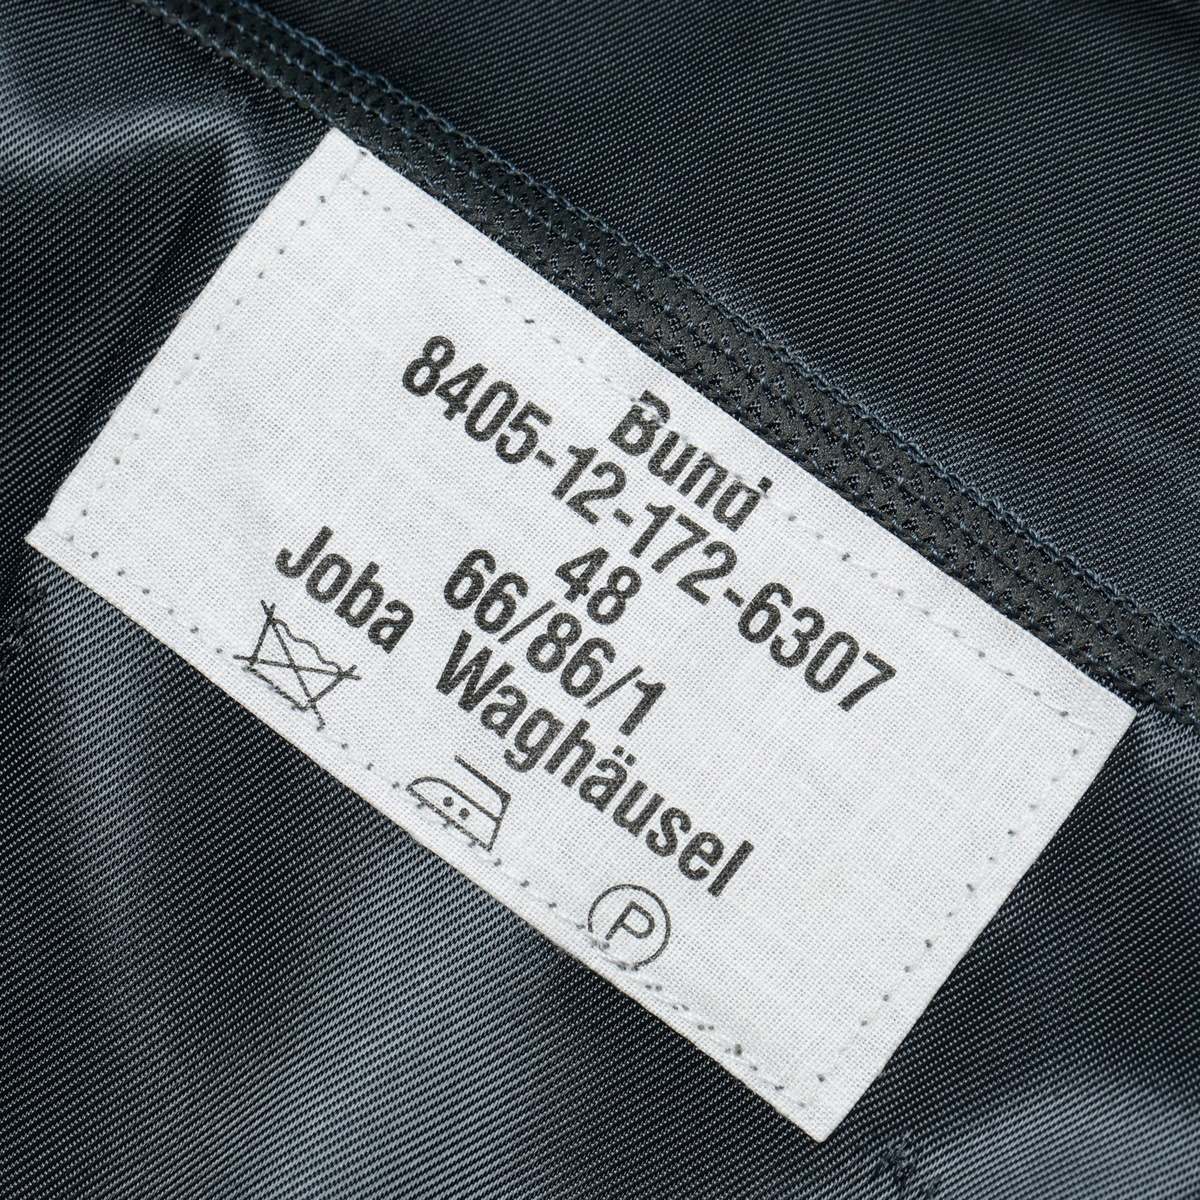 Bund
8405-12-172-6307
48
66/86/1
Joba Waghäusel
P